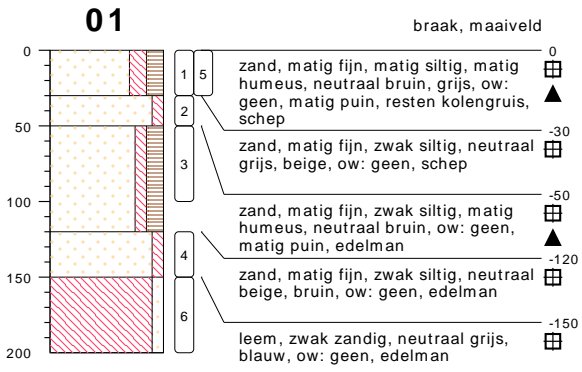 01
braak, maaiveld
0
50
100
150
200
1
5
2
3
4
6
0
zand, matig fijn, matig siltig, matig
humeus, neutraal bruin, grijs, ow:
geen, matig puin, resten kolengruis,
schep
-30
zand, matig fijn, zwak siltig, neutraal
grijs, beige, ow: geen, schep
-50
zand, matig fijn, zwak siltig, matig
humeus, neutraal bruin, ow: geen,
matig puin, edelman
-120
zand, matig fijn, zwak siltig, neutraal
beige, bruin, ow: geen, edelman
-150
leem, zwak zandig, neutraal grijs,
blauw, ow: geen, edelman